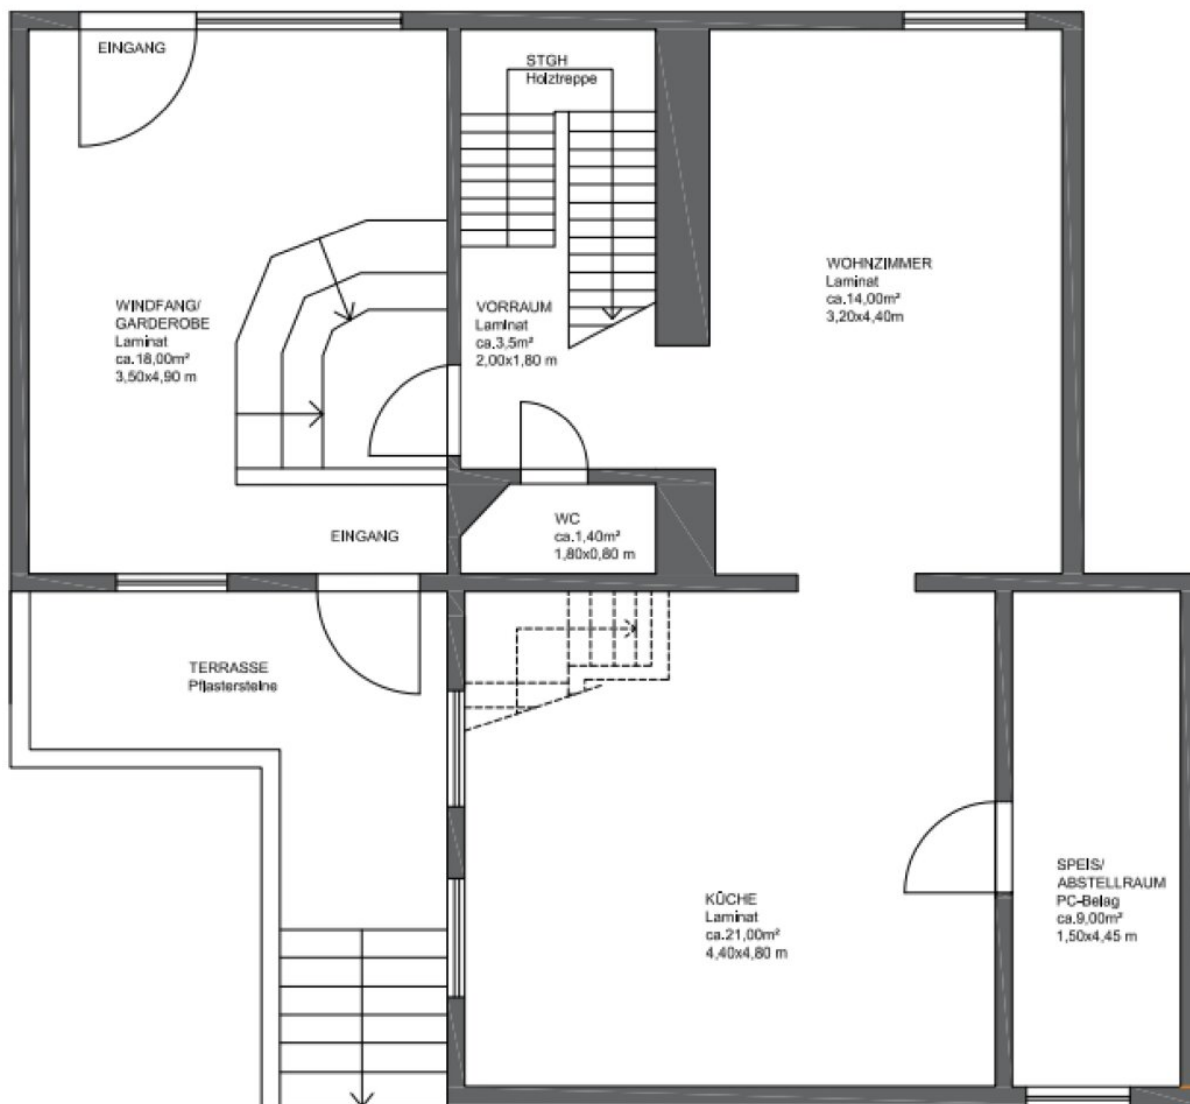 EINGANG
STGH
Holztreppe
WOHNZIMMER
Laminat
ca.14,00m²
3,20x4,40m
WINDFANG/
GARDEROBE
Laminat
ca.18,00m²
3,50x4,90 m
VORRAUM
Laminat
ca.3,5m²
2,00x1,80 m
EINGANG
WC
ca.1,40m²
1,80x0,80 m
TERRASSE
Pflastersteine
KÜCHE
Laminat
ca.21,00m²
4,40x4,80 m
SPEIS/
ABSTELLRAUM
PC-Belag
ca.9,00m²
1,50x4,45 m